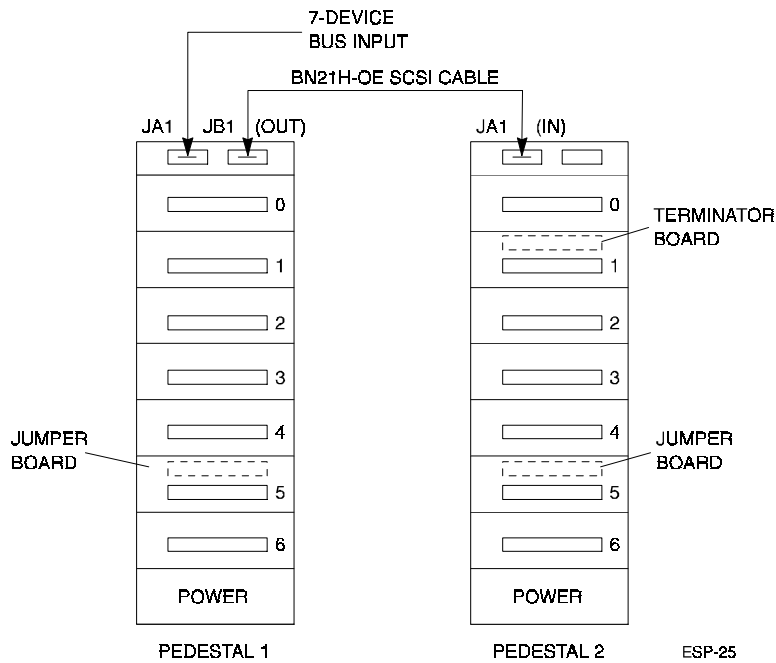 7-DEVICE
BUS INPUT
BN21H-OE SCSI CABLE
JA1 JB1 (OUT)
JA1 (IN)
0
1
2
3
4
5
6
POWER
JUMPER
BOARD
PEDESTAL 1
0
1
2
3
4
5
6
POWER
TERMINATOR
BOARD
JUMPER
BOARD
PEDESTAL 2
ESP-25